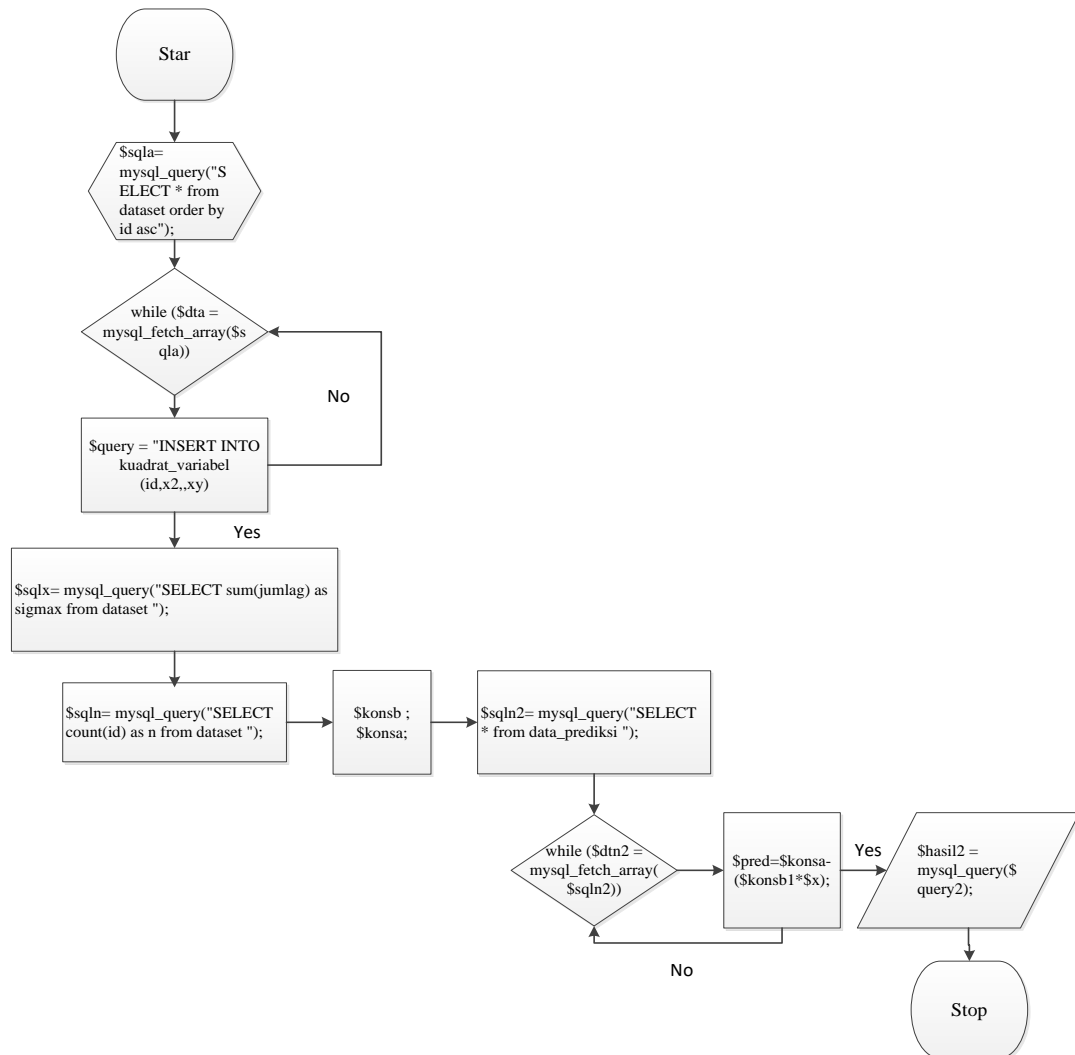 Star
$sqla=
mysql_query("S
ELECT * from
dataset order by
id asc");
while ($dta =
mysql_fetch_array($s
qla))
No
$query = "INSERT INTO
kuadrat_variabel
(id,x2,,xy)
Yes
$sqlx= mysql_query("SELECT sum(jumlag) as
sigmax from dataset ");
$sqln= mysql_query("SELECT
count(id) as n from dataset ");
$konsb ;
$konsa;
$sqln2= mysql_query("SELECT
* from data_prediksi ");
while ($dtn2 =
mysql_fetch_array(
$sqln2))
$pred=$konsa-
($konsb1*$x);
Yes
No
$hasil2 =
mysql_query($
query2);
Stop